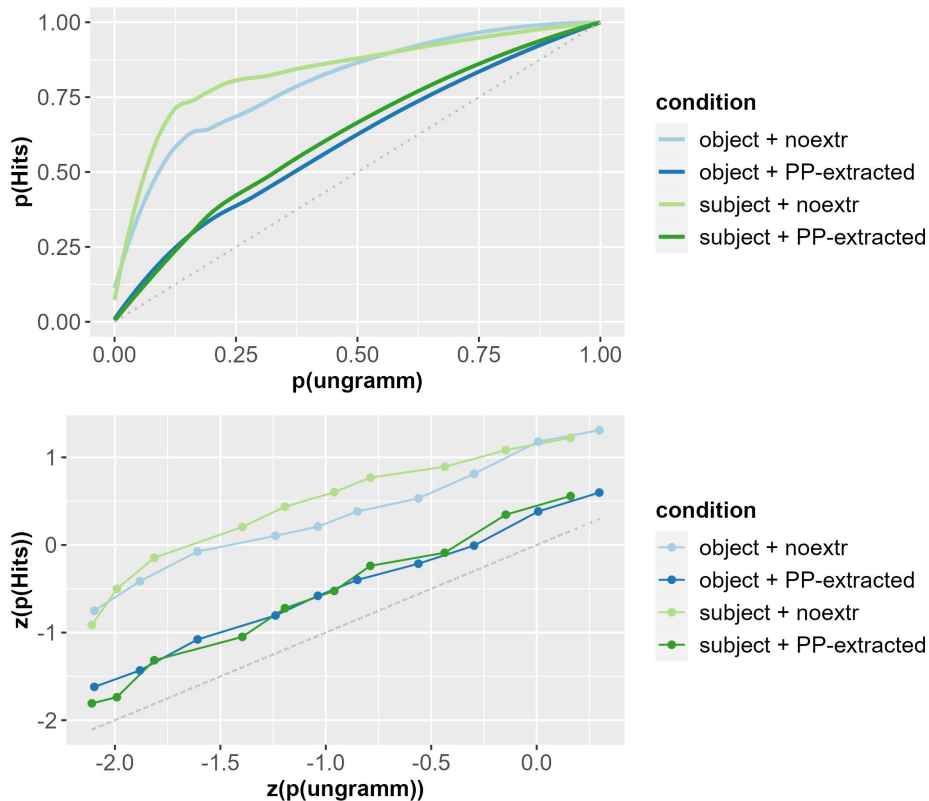 1.00
0.75
0.50
0.25
0.00
p(Hits)
0.00 0.25 0.50 0.75 1.00
p(ungramm)
condition
object + noextr
object + PP-extracted
subject + noextr
subject + PP-extracted
1
0
-1
-2
z(p(Hits))
-2.0 -1.5 -1.0 -0.5 0.0
z(p(ungramm))
condition
object + noextr
object + PP-extracted
subject + noextr
subject + PP-extracted